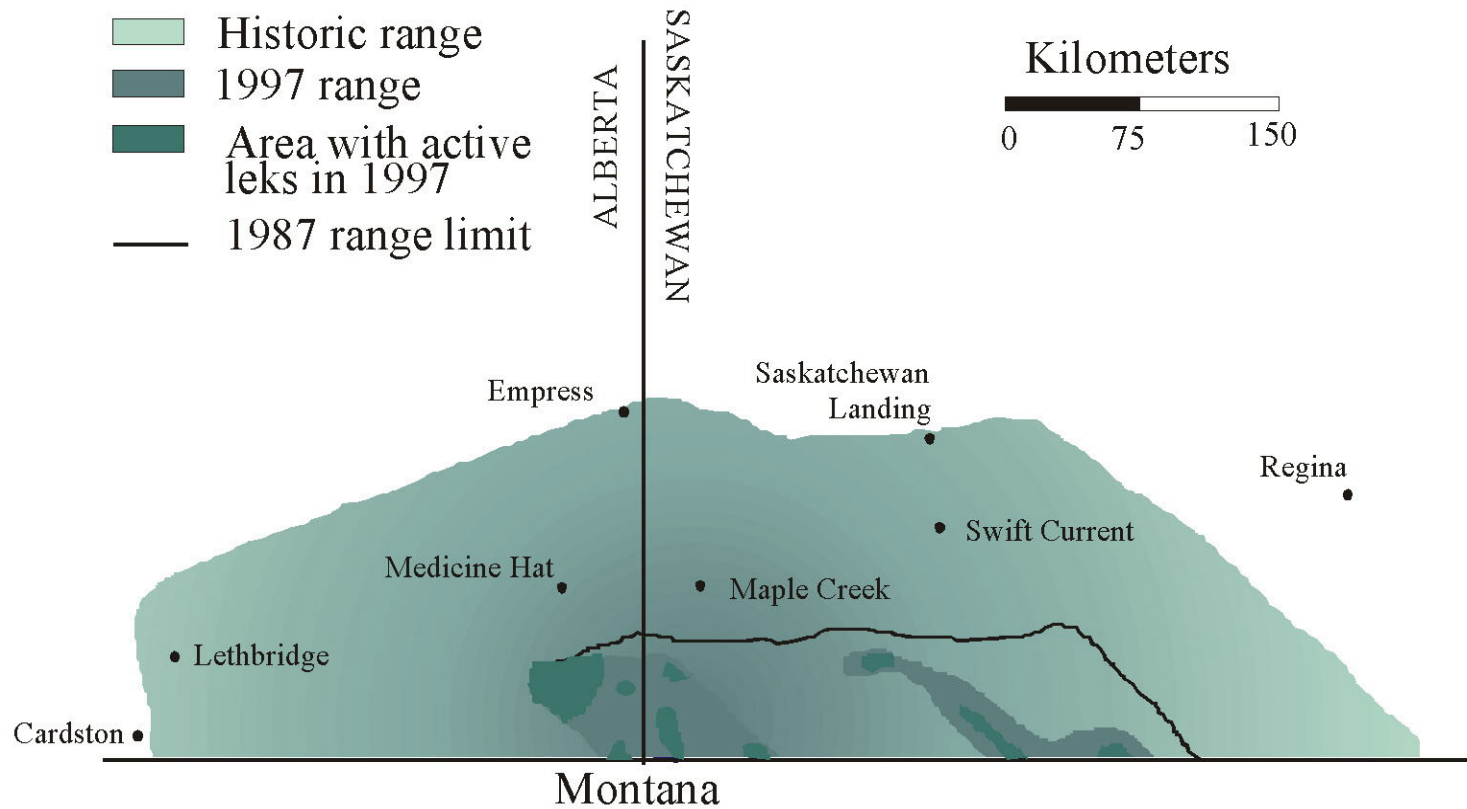 Historic range
1997 range
Area with active
leks in 1997
1987 range limit
ALBERTA
SASKATCHEWAN
Kilometers
0 75 150
Empress
Saskatchewan
Landing
Regina
Swift Current
Medicine Hat
Maple Creek
Lethbridge
Cardston
Montana